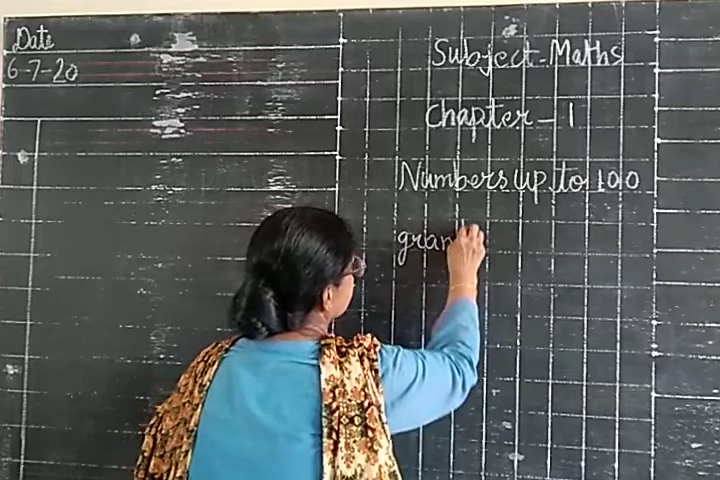 Date
6-7-20
Subject-Maths
Chapter-1
Numbers up to 100
gran